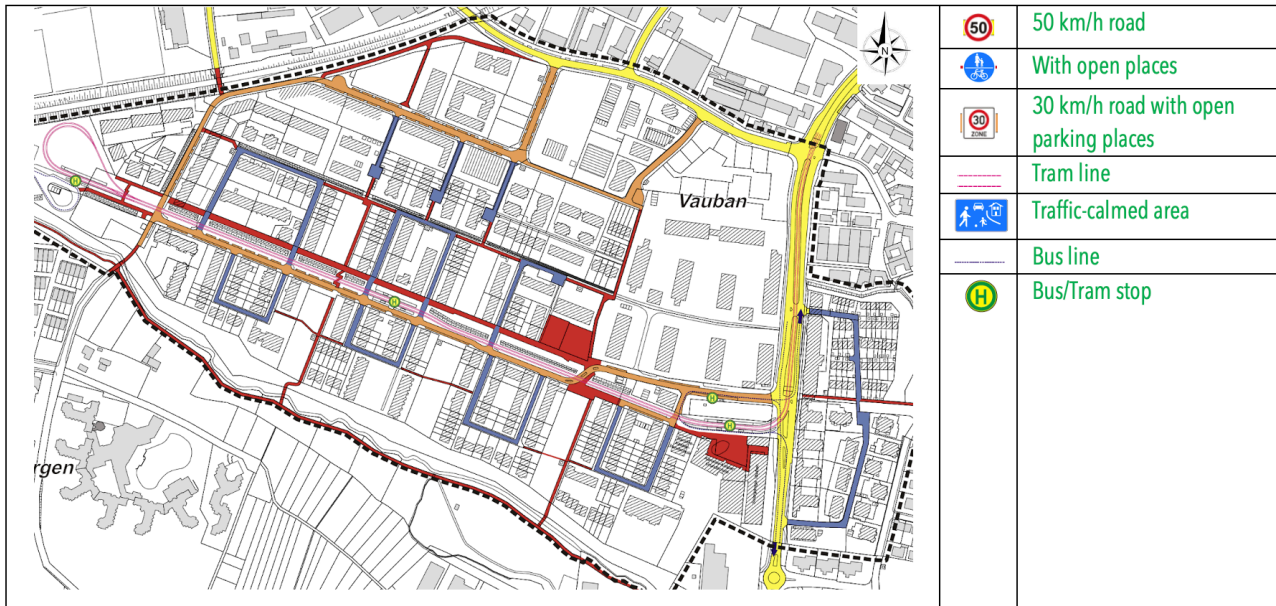 N
Vauban
rgen
H
H
H
H
50
50 km/h road
With open places
30
ZONE
30 km/h road with open
parking places
Tram line
Traffic-calmed area
Bus line
H
Bus/Tram stop